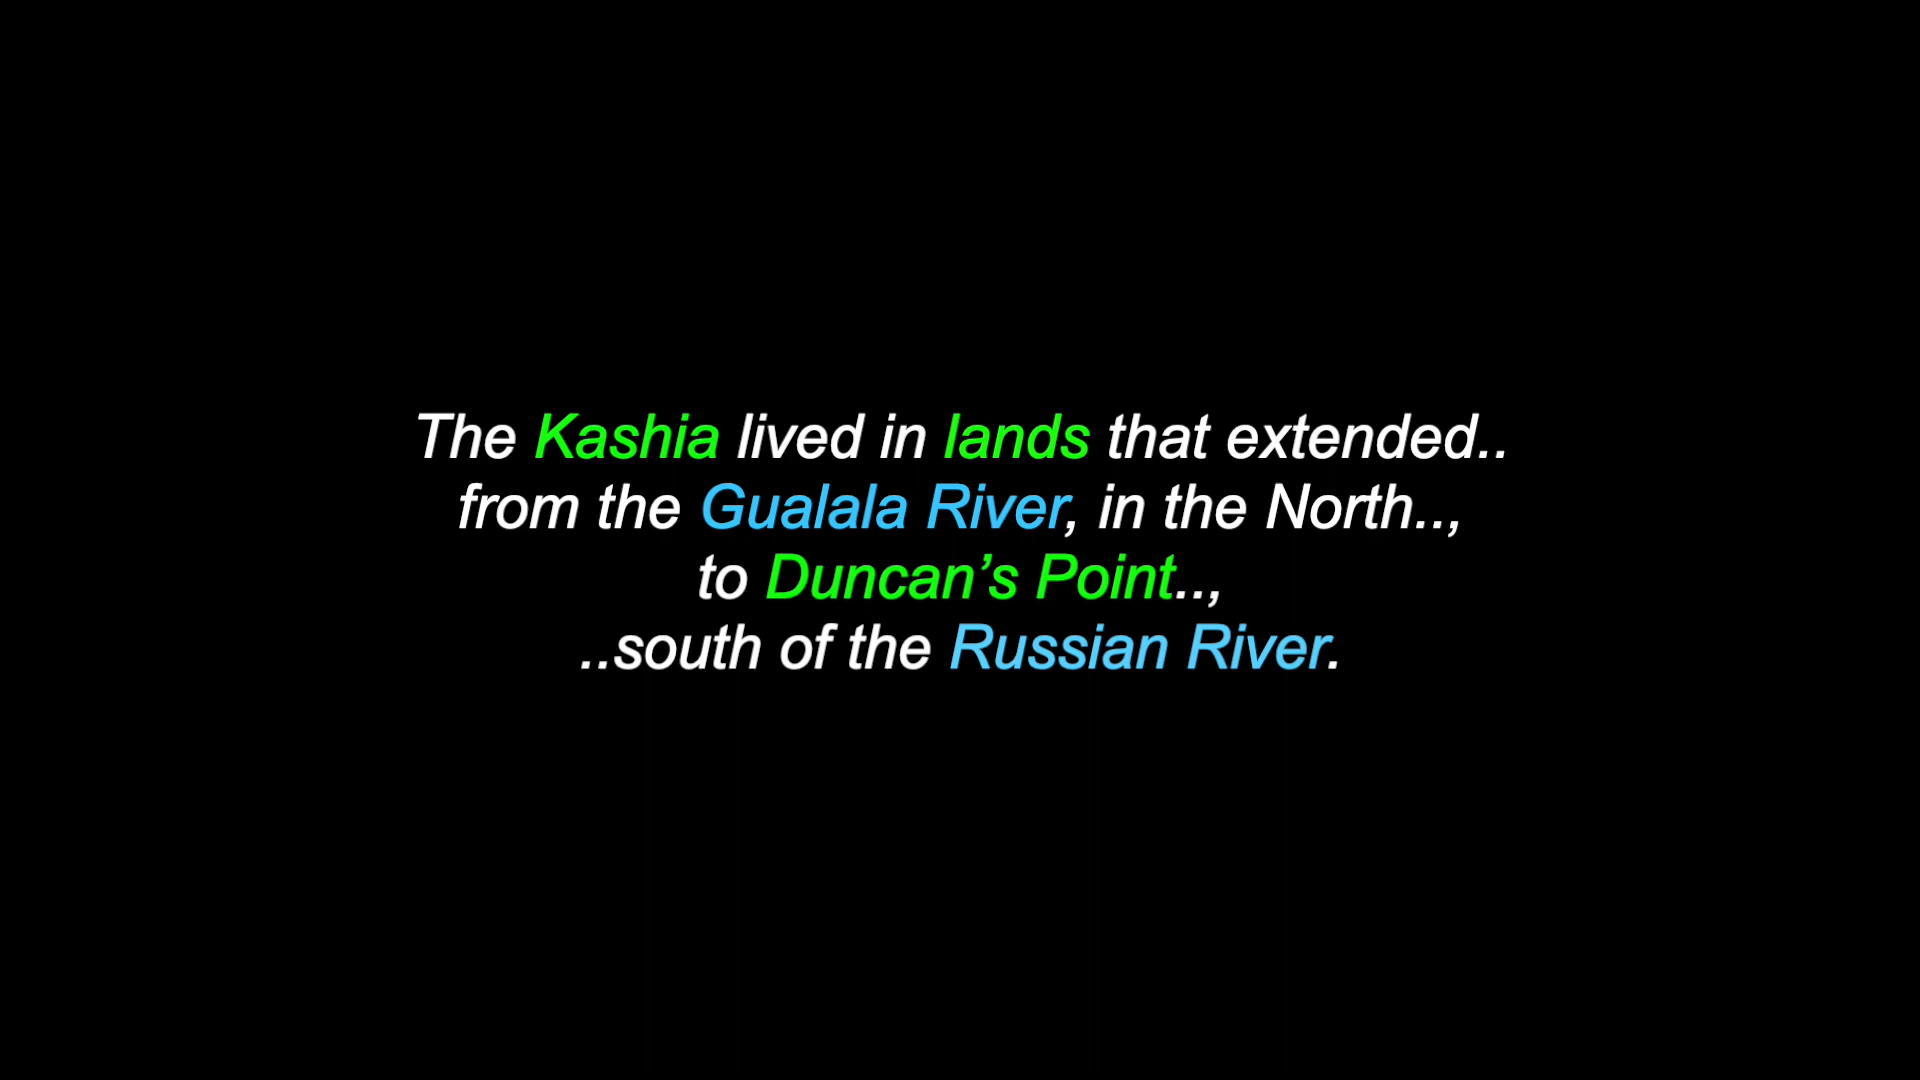 The Kashia lived in lands that extended..
from the Gualala River, in the North..,
to Duncan’s Point..,
..south of the Russian River.